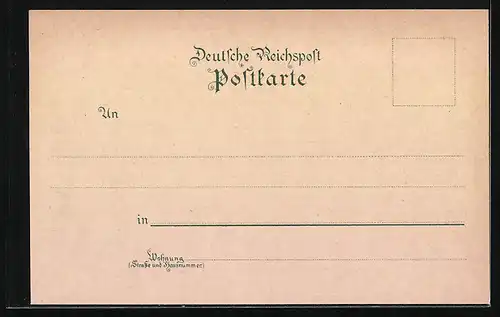 Deutsche Reichspost
Postkarte
An
in
Wohnung
(Straße und Hausnummer)